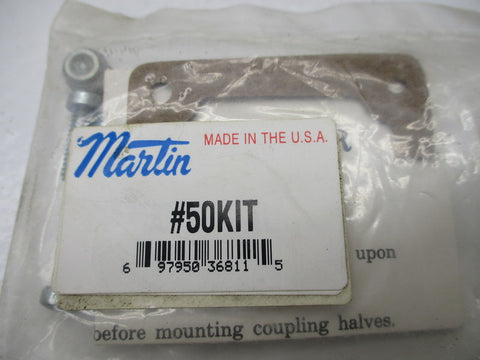 Martin
MADE IN THE U.S.A.
#50KIT
6 97950 36811 5
upon
before mounting coupling halves.